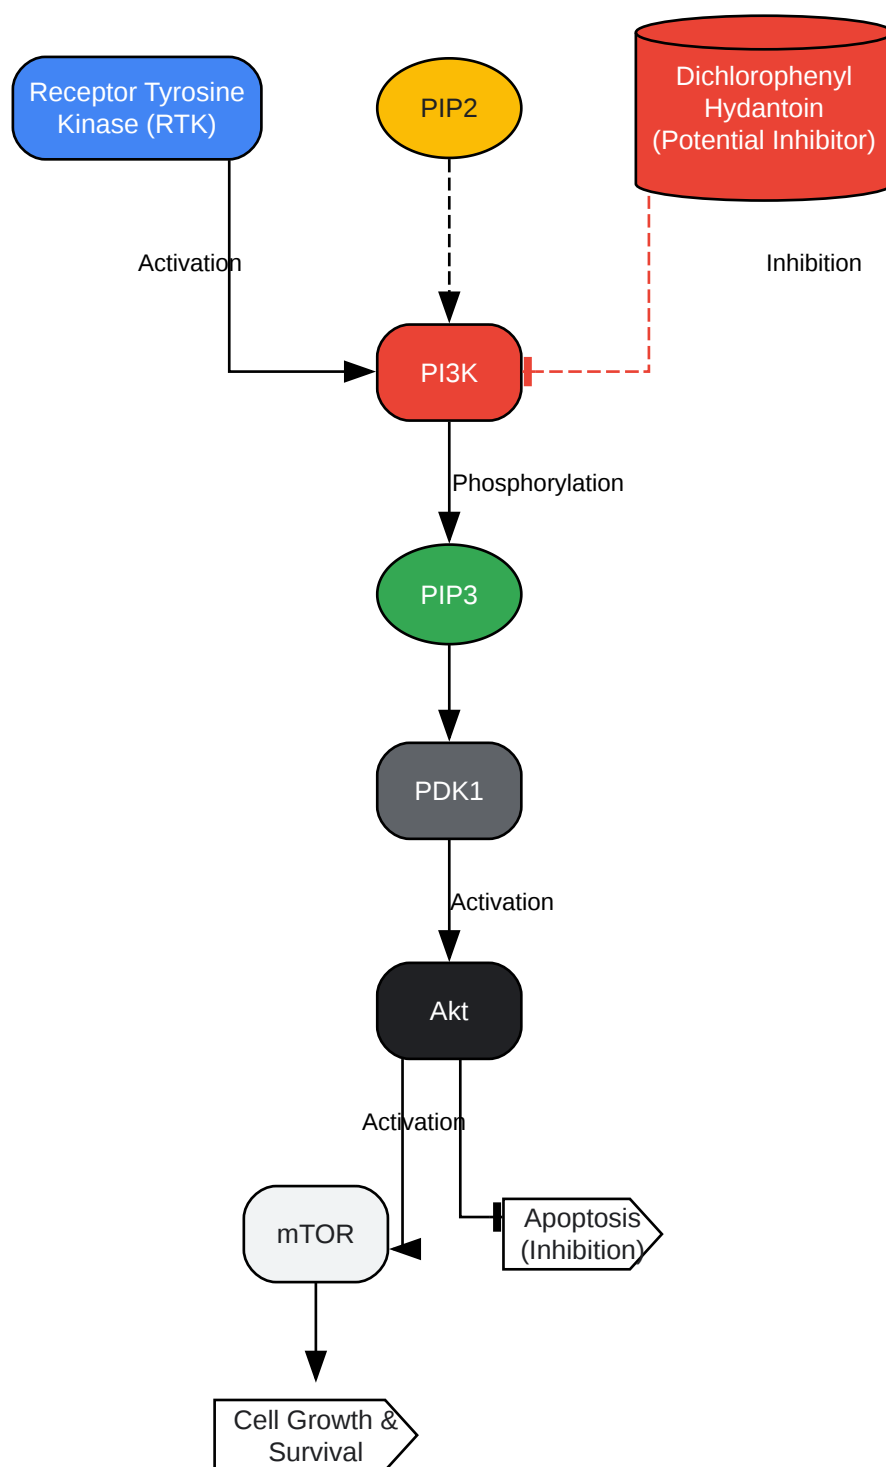 Receptor Tyrosine
Kinase (RTK)
PIP2
Dichlorophenyl
Hydantoin
(Potential Inhibitor)
Activation
Inhibition
PI3K
Phosphorylation
PIP3
PDK1
Activation
Akt
Activation
mTOR
Apoptosis
(Inhibition)
Cell Growth &
Survival